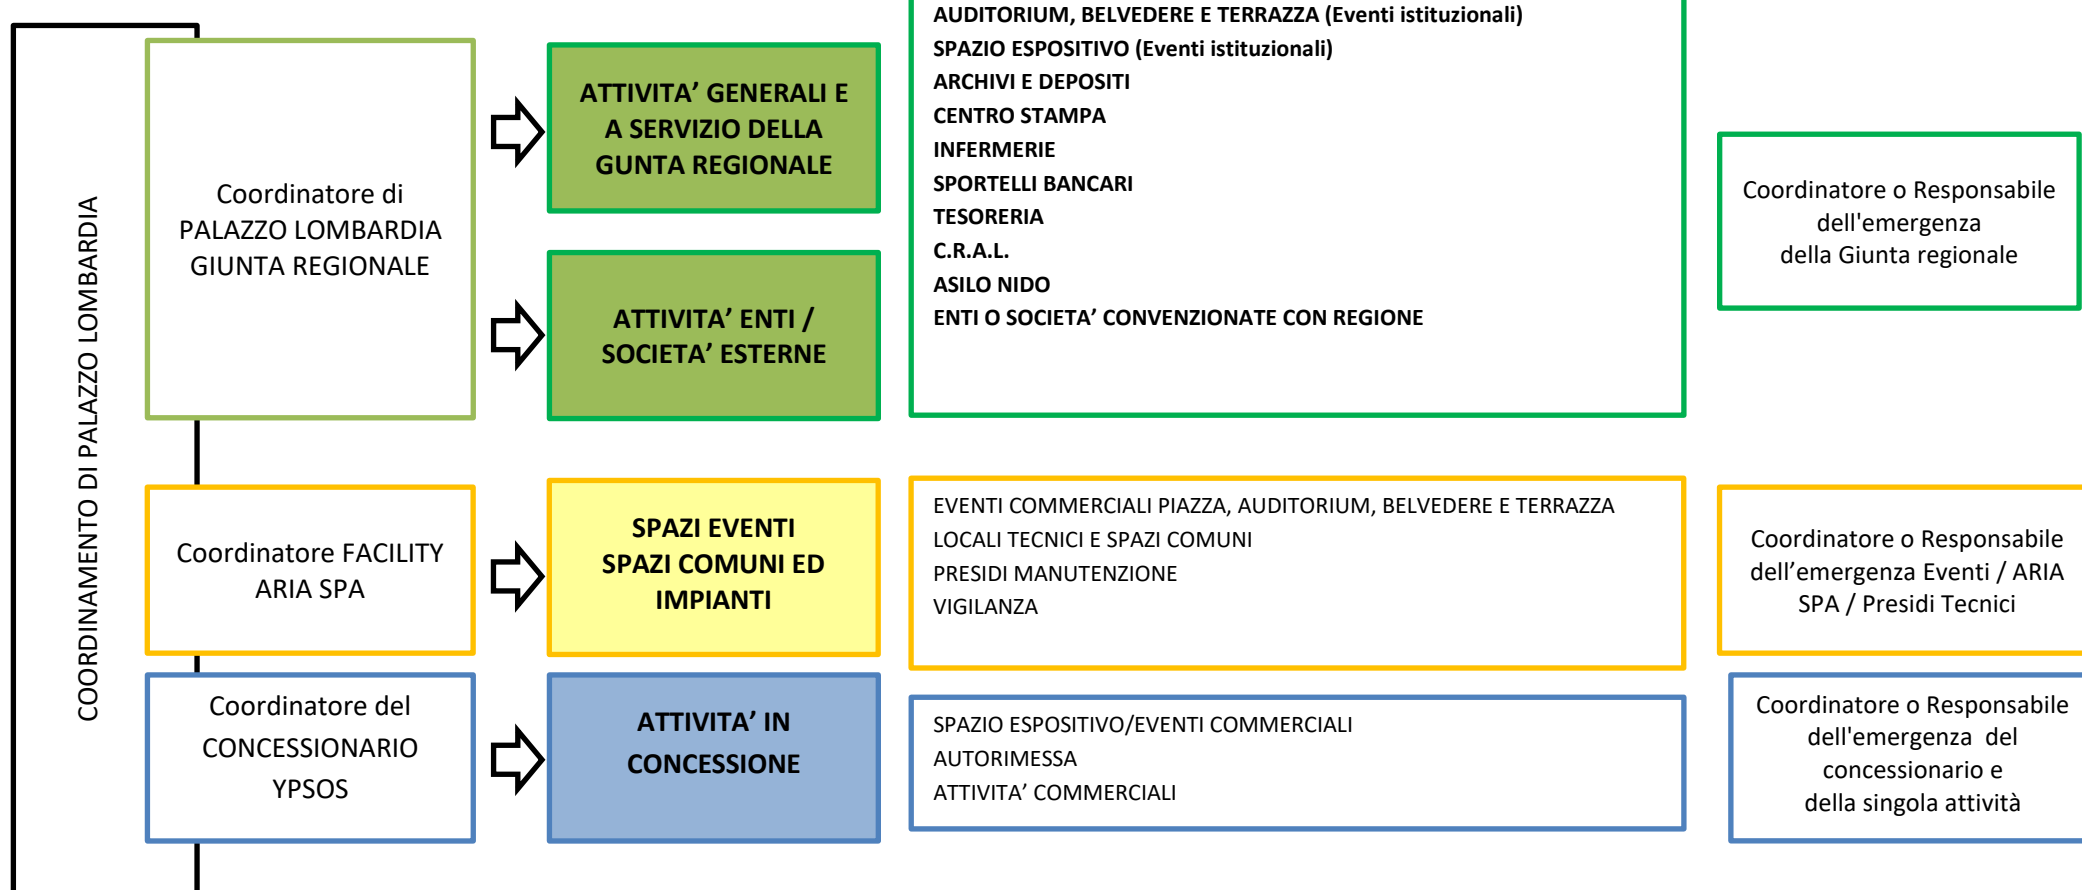 COORDINAMENTO DI PALAZZO LOMBARDIA
Coordinatore di
PALAZZO LOMBARDIA
GIUNTA REGIONALE
ATTIVITA’ GENERALI E
A SERVIZIO DELLA
GUNTA REGIONALE
ATTIVITA’ ENTI /
SOCIETA’ ESTERNE
AUDITORIUM, BELVEDERE E TERRAZZA (Eventi istituzionali)
SPAZIO ESPOSITIVO (Eventi istituzionali)
ARCHIVI E DEPOSITI
CENTRO STAMPA
INFERMERIE
SPORTELLI BANCARI
TESORERIA
C.R.A.L.
ASILO NIDO
ENTI O SOCIETA’ CONVENZIONATE CON REGIONE
Coordinatore o Responsabile
dell'emergenza
della Giunta regionale
Coordinatore FACILITY
ARIA SPA
SPAZI EVENTI
SPAZI COMUNI ED
IMPIANTI
EVENTI COMMERCIALI PIAZZA, AUDITORIUM, BELVEDERE E TERRAZZA
LOCALI TECNICI E SPAZI COMUNI
PRESIDI MANUTENZIONE
VIGILANZA
Coordinatore o Responsabile
dell’emergenza Eventi / ARIA
SPA / Presidi Tecnici
Coordinatore del
CONCESSIONARIO
YPSOS
ATTIVITA’ IN
CONCESSIONE
SPAZIO ESPOSITIVO/EVENTI COMMERCIALI
AUTORIMESSA
ATTIVITA’ COMMERCIALI
Coordinatore o Responsabile
dell'emergenza del
concessionario e
della singola attività